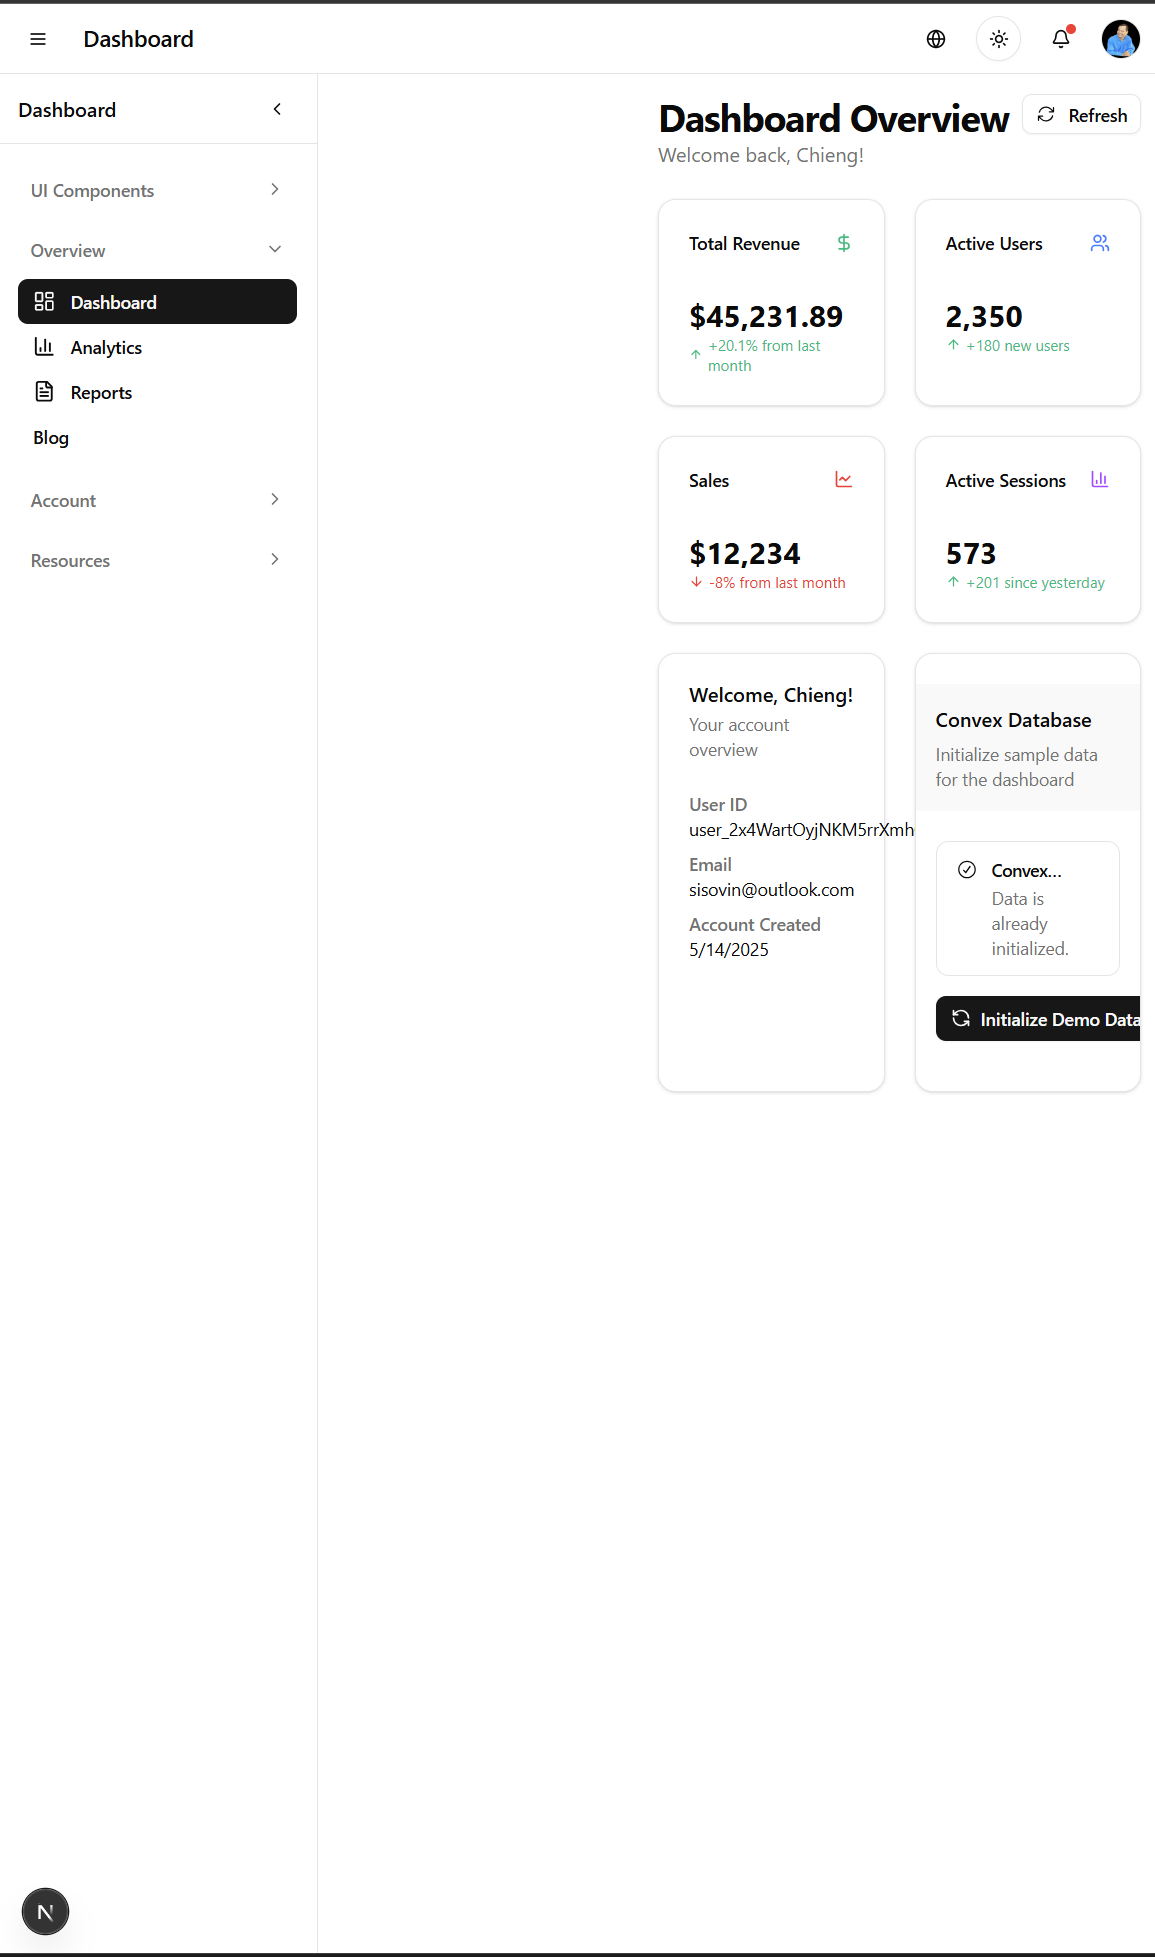 Dashboard
Dashboard
UI Components
Overview
Dashboard
Analytics
Reports
Blog
Account
Resources
Dashboard Overview
Refresh
Welcome back, Chieng!
Total Revenue
$45,231.89
+20.1% from last
month
Active Users
2,350
+180 new users
Sales
$12,234
-8% from last month
Active Sessions
573
+201 since yesterday
Welcome, Chieng!
Your account
overview
User ID
user_2x4WartOyjNKM5rrXmh
Email
sisovin@outlook.com
Account Created
5/14/2025
Convex Database
Initialize sample data
for the dashboard
Convex...
Data is
already
initialized.
Initialize Demo Data
N